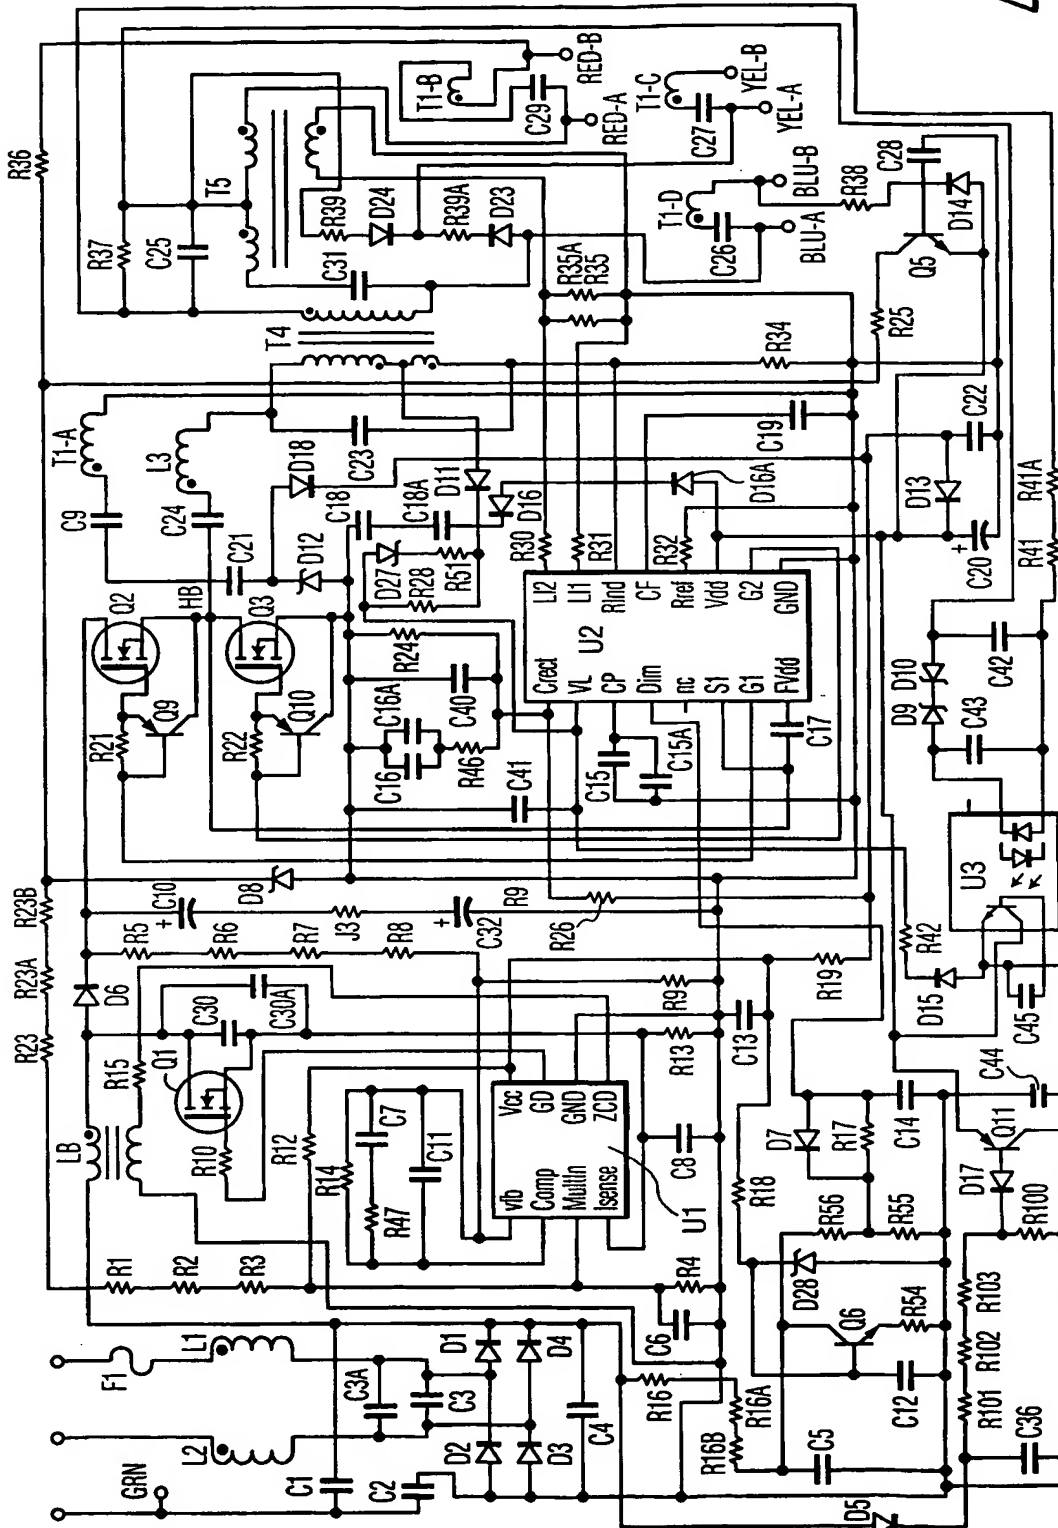 R36
R37
C25
T5
T1-B
C29
RED-B
RED-A
R39
D24
R39A
D23
C31
T4
T1-C
C27
YEL-B
YEL-A
T1-D
C26
BLU-B
BLU-A
R38
C28
D14
Q5
R25
R35A
R35
R34
T1-A
L3
C9
C24
C21
D18
C23
D12
C18
C18A
D11
D16
D16A
D27
R28
R51
R30
R31
R32
C19
D13
C22
C20
+
R41
R41A
Q2
HB
Q3
Q9
R21
Q10
R22
R24
C16A
C16
C40
R46
C41
C15
C15A
C17
U2
LI2
LI1
RInd
CF
Rref
Vdd
G2
GND
Crect
VL
CP
Dim
nc
S1
G1
FVdd
D10
D9
C42
C43
U3
R42
D15
C45
C44
R23B
R23A
R23
D8
+
C10
J3
+
C32
R9
R26
R5
R6
R7
R8
D6
C30
C30A
Q1
R15
LB
R10
R12
R14
C7
R47
C11
R9
R13
C13
R19
C8
U1
Vcc
GD
GND
ZCD
vfb
Comp
MultIn
Isense
R1
R2
R3
R4
C6
D7
R17
C14
Q11
D17
R100
R18
R56
R55
D28
Q6
R54
R103
R102
R101
C12
C36
F1
L1
L2
GRN
C3A
C3
C1
C2
D1
D4
D2
D3
C4
R16
R16A
R16B
C5
D5